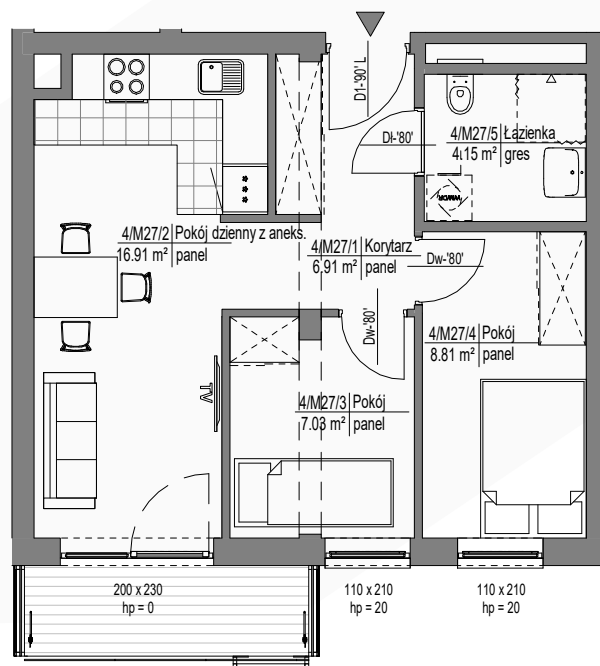 D1-'90' L
Dł-'80'
4/M27/5 Łazienka
4.15 m² gres
4/M27/2 Pokój dzienny z aneks.
16.91 m² panel
4/M27/1 Korytarz
6.91 m² panel
Dw-'80'
Dw-'80'
4/M27/4 Pokój
8.81 m² panel
TV
4/M27/3 Pokój
7.03 m² panel
200 x 230
hp = 0
110 x 210
hp = 20
110 x 210
hp = 20